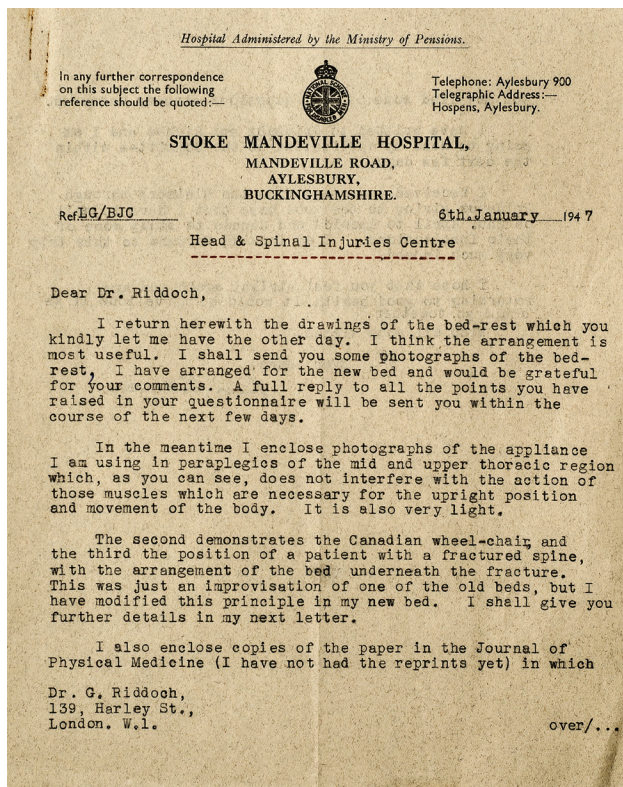 Hospital Administered by the Ministry of Pensions.
In any further correspondence
on this subject the following
reference should be quoted:—
NATIONAL SCHEME
FOR DISABLED MEN
Telephone: Aylesbury 900
Telegraphic Address:—
Hospens, Aylesbury.
STOKE MANDEVILLE HOSPITAL,
MANDEVILLE ROAD,
AYLESBURY,
BUCKINGHAMSHIRE.
Ref LG/BJC
6th.January 1947
Head & Spinal Injuries Centre
Dear Dr. Riddoch,
I return herewith the drawings of the bed-rest which you
kindly let me have the other day. I think the arrangement is
most useful. I shall send you some photographs of the bed-
rest, I have arranged for the new bed and would be grateful
for your comments. A full reply to all the points you have
raised in your questionnaire will be sent you within the
course of the next few days.
In the meantime I enclose photographs of the appliance
I am using in paraplegics of the mid and upper thoracic region
which, as you can see, does not interfere with the action of
those muscles which are necessary for the upright position
and movement of the body. It is also very light.
The second demonstrates the Canadian wheel-chair, and
the third the position of a patient with a fractured spine,
with the arrangement of the bed underneath the fracture.
This was just an improvisation of one of the old beds, but I
have modified this principle in my new bed. I shall give you
further details in my next letter.
I also enclose copies of the paper in the Journal of
Physical Medicine (I have not had the reprints yet) in which
Dr. G. Riddoch,
139, Harley St.,
London. W.1.
over/...